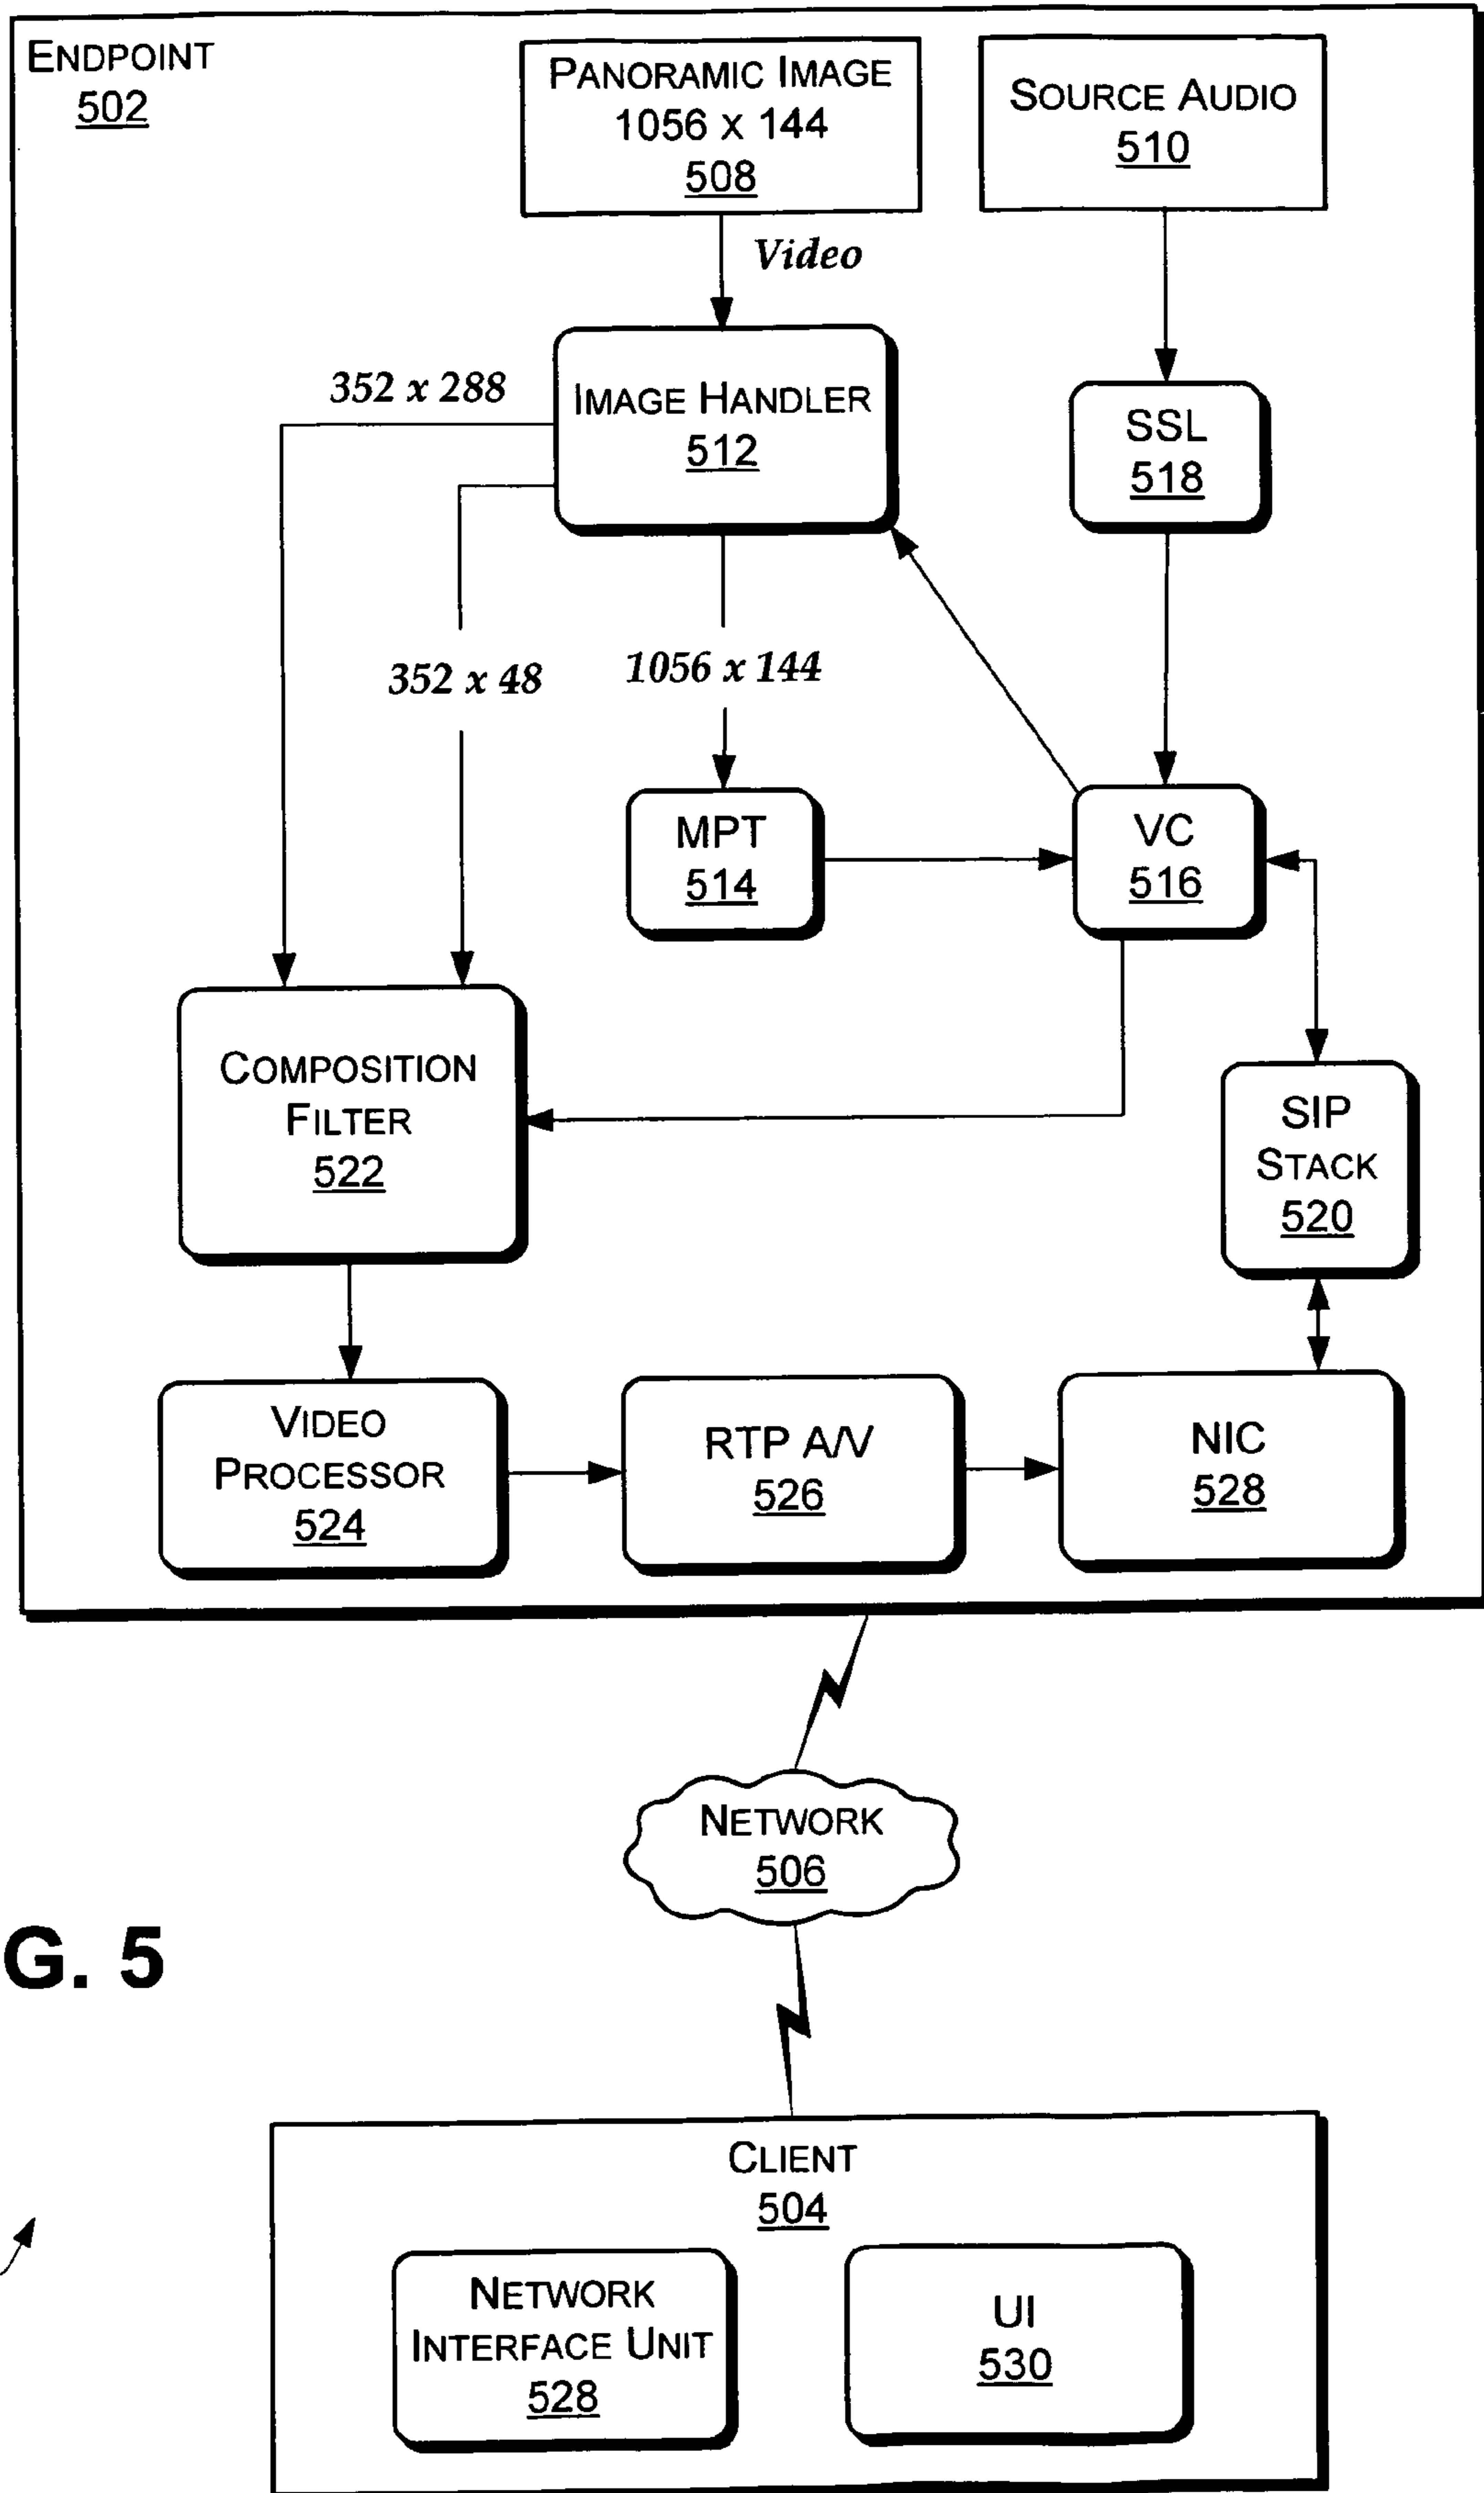 ENDPOINT
502
PANORAMIC IMAGE
1056 X 144
508
SOURCE AUDIO
510
Video
352 x 288
IMAGE HANDLER
512
SSL
518
352 x 48
1056 x 144
MPT
514
VC
516
COMPOSITION
FILTER
522
SIP
STACK
520
VIDEO
PROCESSOR
524
RTP A/V
526
NIC
528
NETWORK
506
G. 5
CLIENT
504
NETWORK
INTERFACE UNIT
528
UI
530